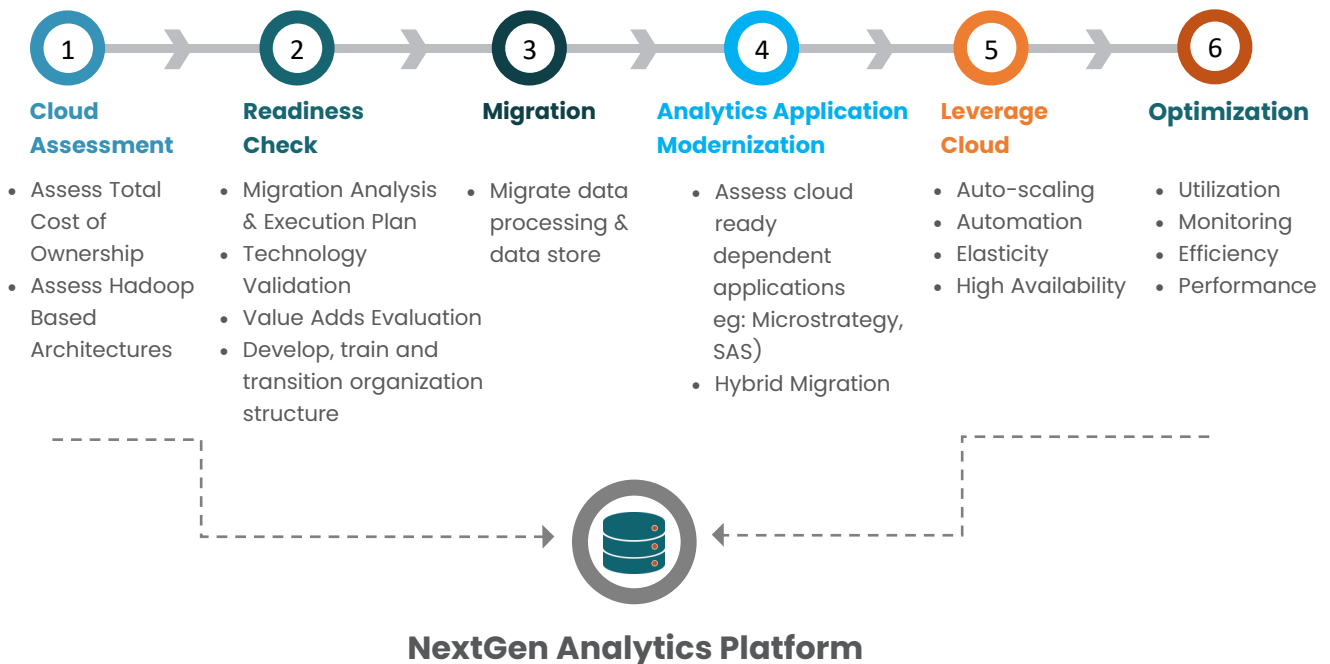 1
Cloud
Assessment
• Assess Total
Cost of
Ownership
• Assess Hadoop
Based
Architectures
2
Readiness
Check
• Migration Analysis
& Execution Plan
• Technology
Validation
• Value Adds Evaluation
• Develop, train and
transition organization
structure
3
Migration
• Migrate data
processing &
data store
4
Analytics Application
Modernization
• Assess cloud
ready
dependent
applications
eg: Microstrategy,
SAS)
• Hybrid Migration
5
Leverage
Cloud
• Auto-scaling
• Automation
• Elasticity
• High Availability
6
Optimization
• Utilization
• Monitoring
• Efficiency
• Performance
NextGen Analytics Platform